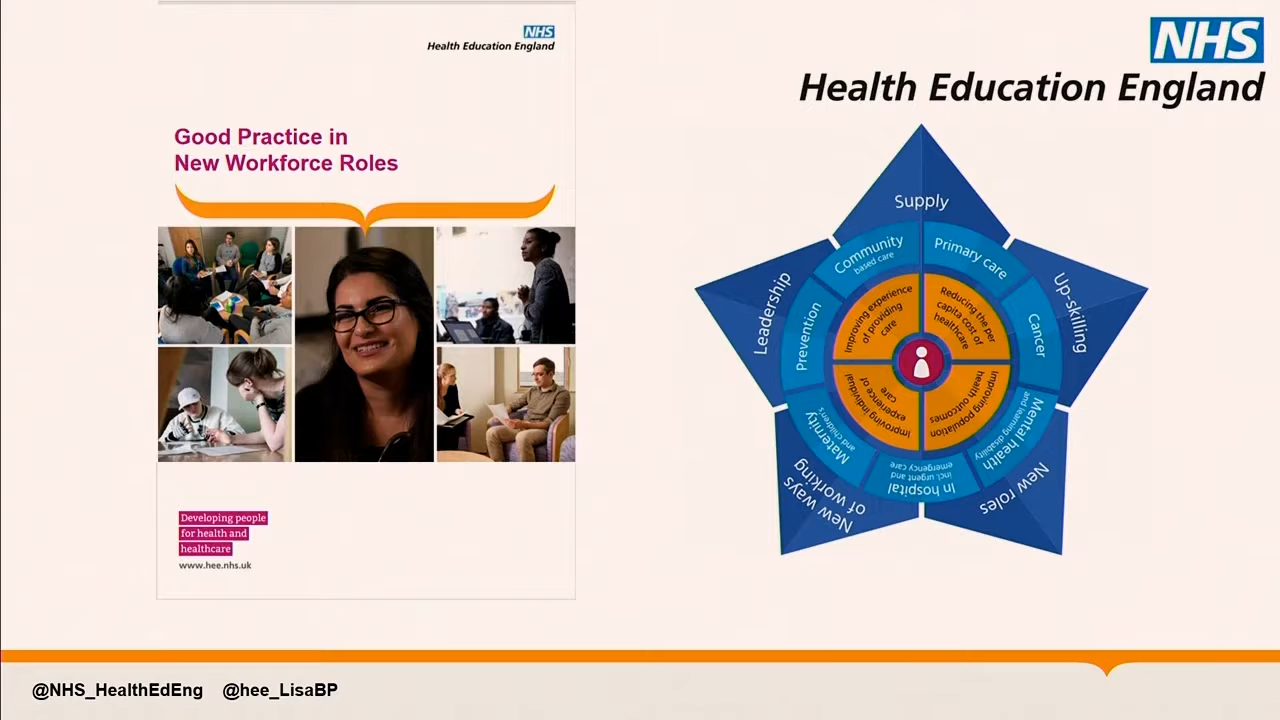 NHS
Health Education England
Good Practice in
New Workforce Roles
Developing people
for health and
healthcare
www.hee.nhs.uk
NHS
Health Education England
Supply
Up-skilling
New roles
New ways
of working
Leadership
Community
based care
Primary care
Cancer
Mental health
and learning disability
In hospital
incl. urgent and
emergency care
Maternity
and children's
Prevention
Improving experience
of providing
care
Reducing the per
capita cost of
healthcare
Improving population
health outcomes
Improving individual
experience of
care
@NHS_HealthEdEng @hee_LisaBP